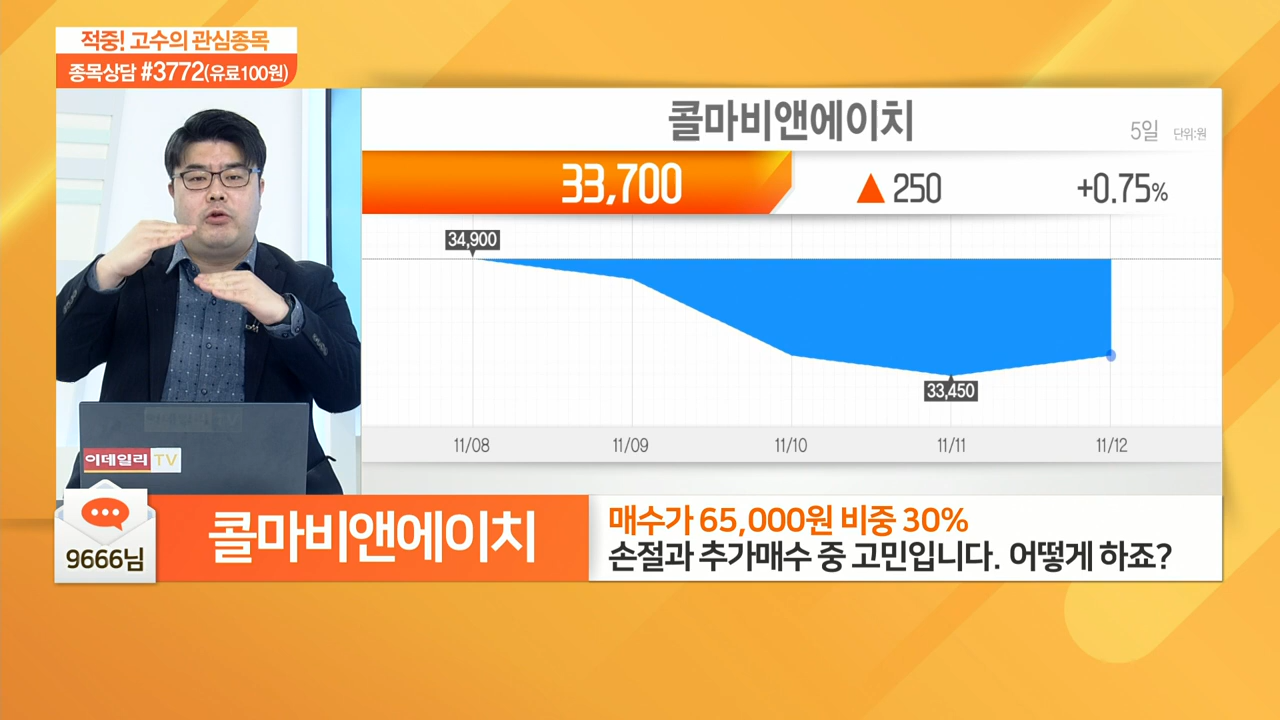 적중! 고수의 관심종목
종목상담 #3772(유료100원)
콜마비앤에이치
5일 단위:원
33,700 ▲ 250 +0.75%
34,900
33,450
11/08 11/09 11/10 11/11 11/12
이데일리 TV
9666님
콜마비앤에이치
매수가 65,000원 비중 30%
손절과 추가매수 중 고민입니다. 어떻게 하죠?